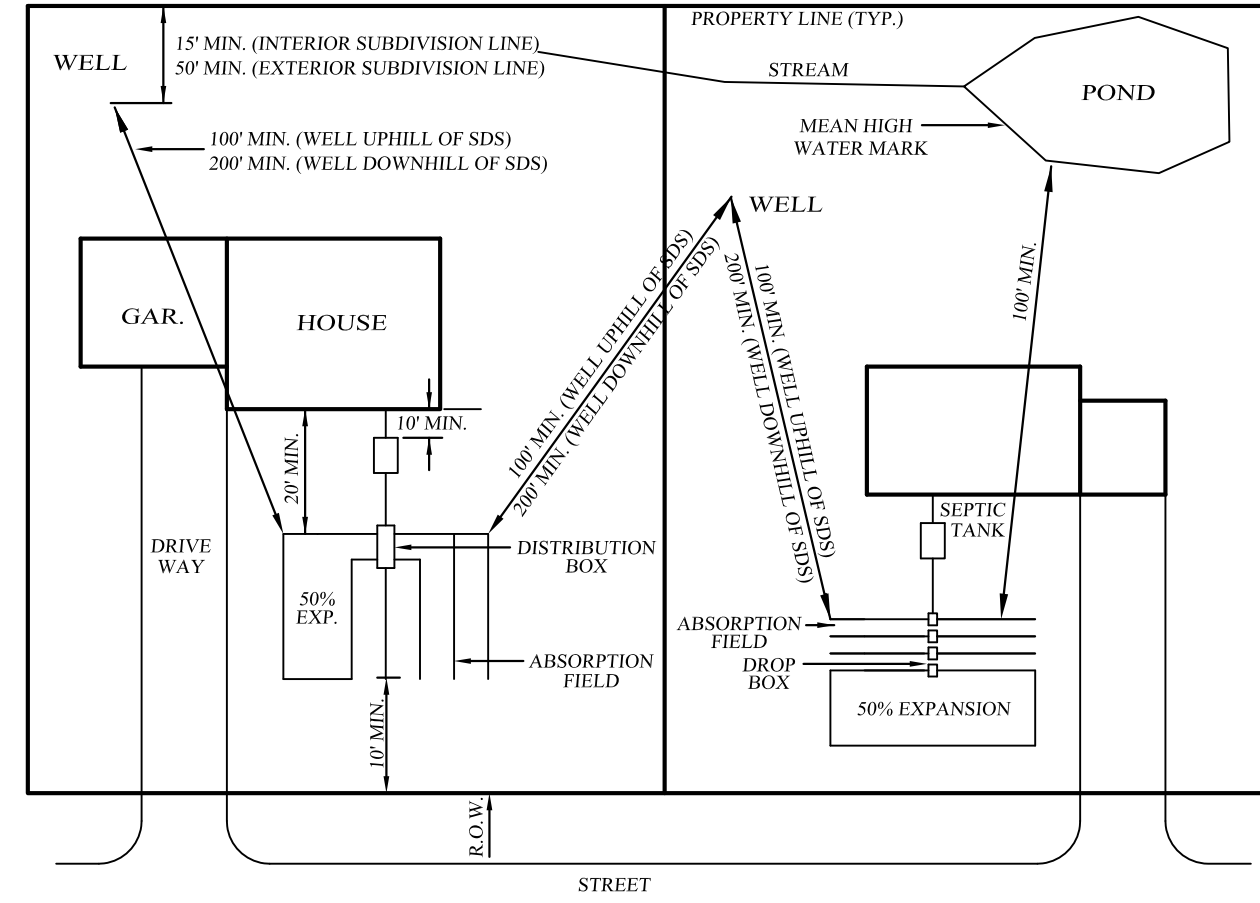 PROPERTY LINE (TYP.)
15' MIN. (INTERIOR SUBDIVISION LINE)
50' MIN. (EXTERIOR SUBDIVISION LINE)
WELL
STREAM
POND
MEAN HIGH
WATER MARK
100' MIN. (WELL UPHILL OF SDS)
200' MIN. (WELL DOWNHILL OF SDS)
WELL
100' MIN. (WELL UPHILL OF SDS)
200' MIN. (WELL DOWNHILL OF SDS)
100' MIN. (WELL UPHILL OF SDS)
200' MIN. (WELL DOWNHILL OF SDS)
100' MIN.
GAR.
HOUSE
10' MIN.
20' MIN.
SEPTIC
TANK
DRIVE
WAY
DISTRIBUTION
BOX
50%
EXP.
ABSORPTION
FIELD
ABSORPTION
FIELD
DROP
BOX
50% EXPANSION
10' MIN.
R.O.W.
STREET